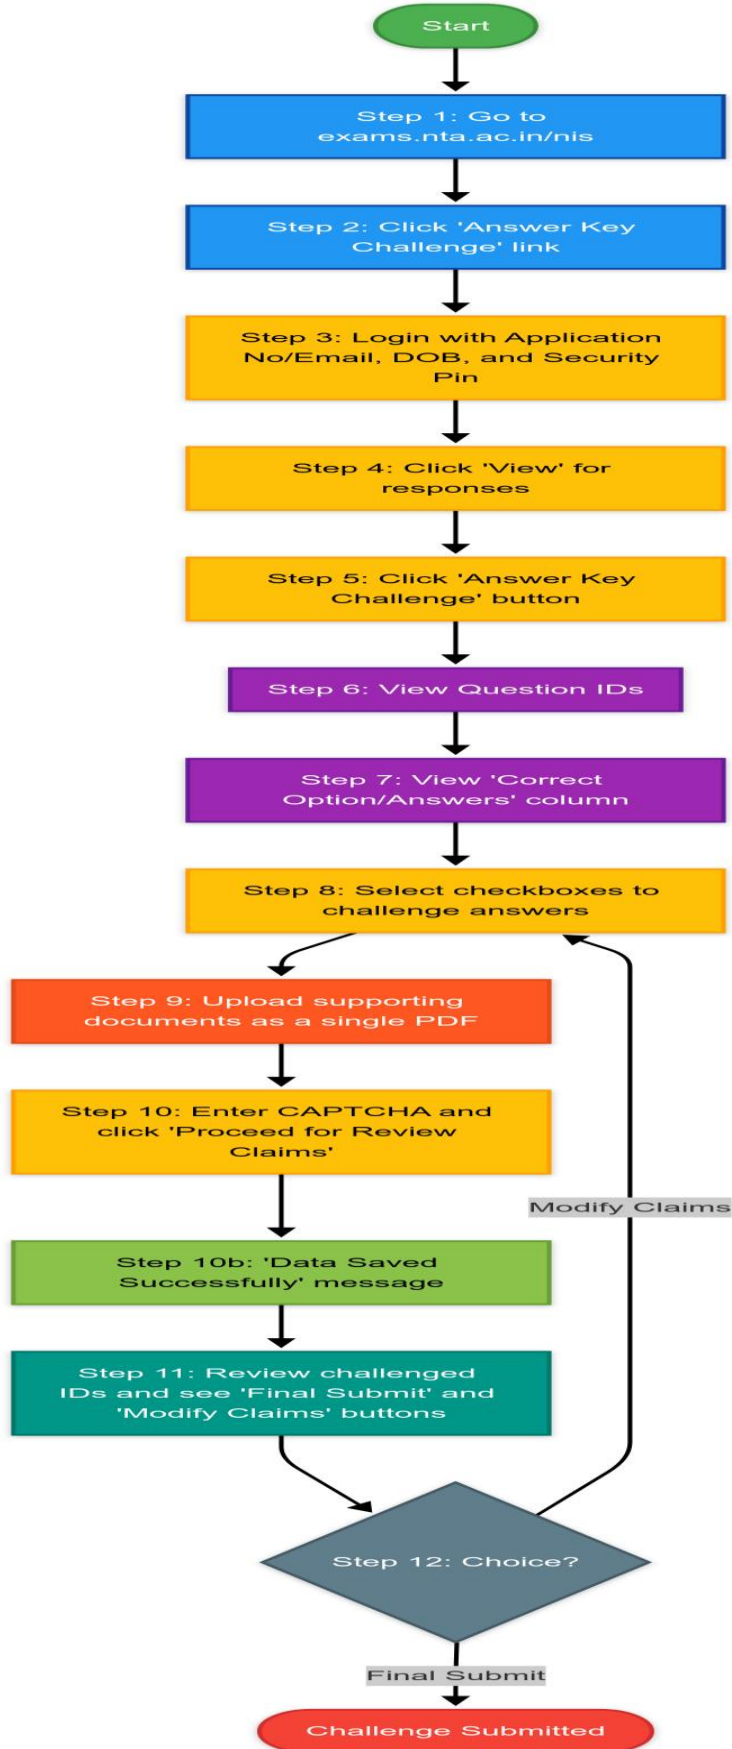 Start
Step 1: Go to
exams.nta.ac.in/nis
Step 2: Click 'Answer Key
Challenge' link
Step 3: Login with Application
No/Email, DOB, and Security
Pin
Step 4: Click 'View' for
responses
Step 5: Click 'Answer Key
Challenge' button
Step 6: View Question IDs
Step 7: View 'Correct
Option/Answers' column
Step 8: Select checkboxes to
challenge answers
Step 9: Upload supporting
documents as a single PDF
Step 10: Enter CAPTCHA and
click 'Proceed for Review
Claims'
Modify Claims
Step 10b: 'Data Saved
Successfully' message
Step 11: Review challenged
IDs and see 'Final Submit' and
'Modify Claims' buttons
Step 12: Choice?
Final Submit
Challenge Submitted